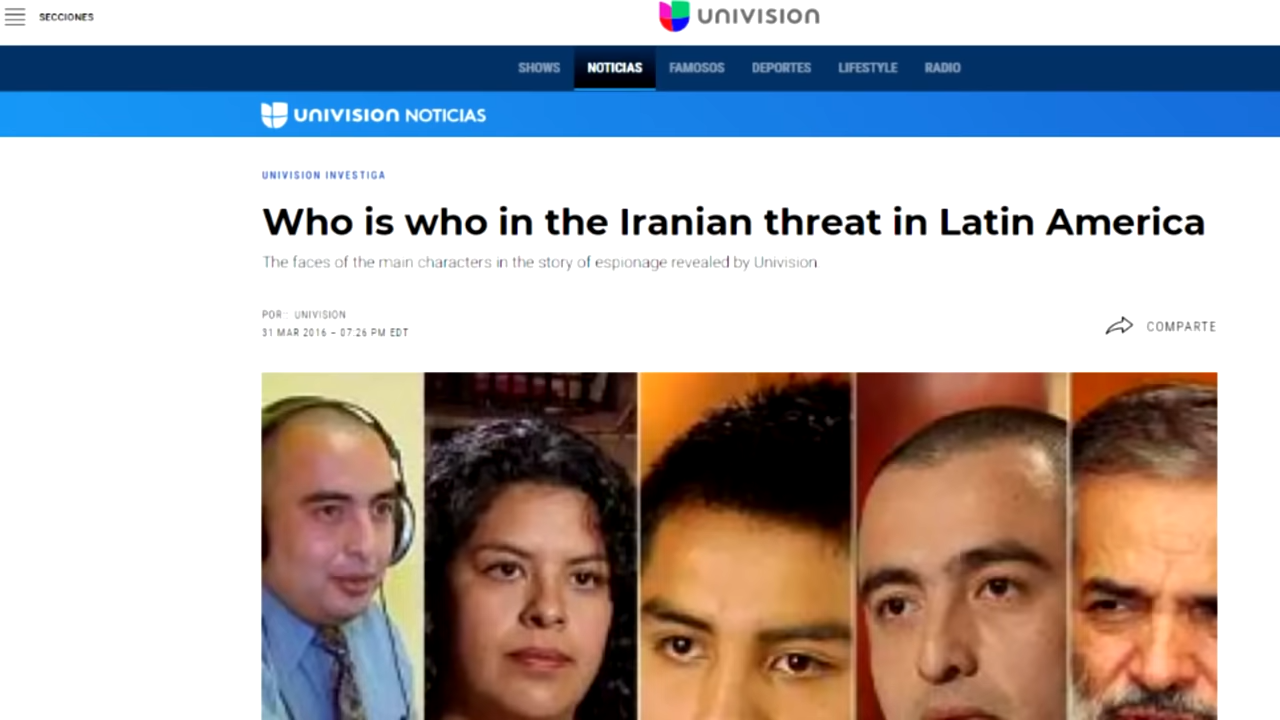 SECCIONES
UNIVISION
SHOWS NOTICIAS FAMOSOS DEPORTES LIFESTYLE RADIO
UNIVISION NOTICIAS
UNIVISION INVESTIGA
Who is who in the Iranian threat in Latin America
The faces of the main characters in the story of espionage revealed by Univision
POR: UNIVISION
31 MAR 2016 – 07:26 PM EDT
COMPARTE